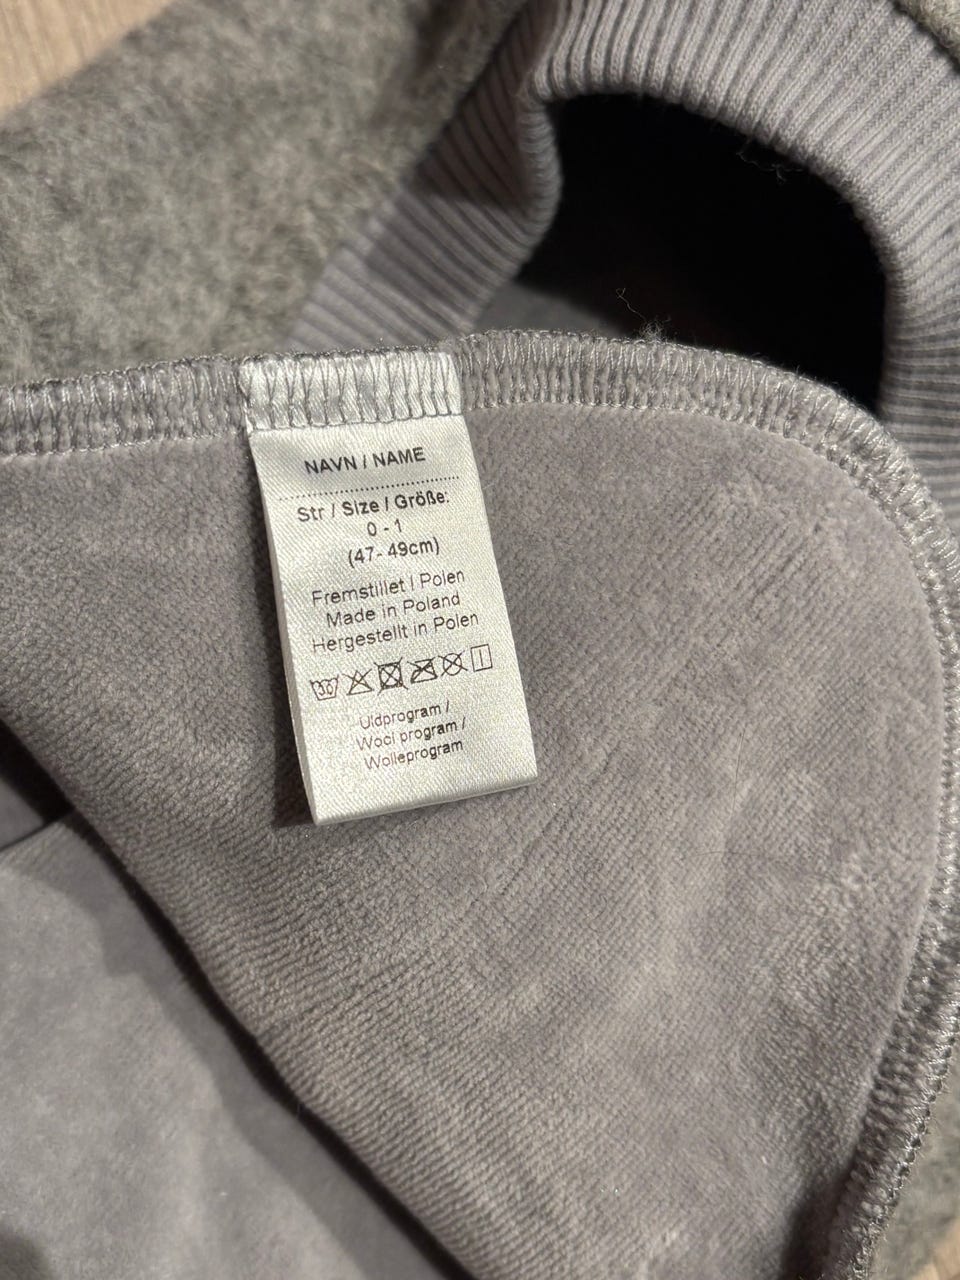 NAVN / NAME
Str / Size / Größe:
0 - 1
(47- 49cm)
Fremstillet I Polen
Made in Poland
Hergestellt in Polen
30
Uldprogram /
Wool program /
Wolleprogram